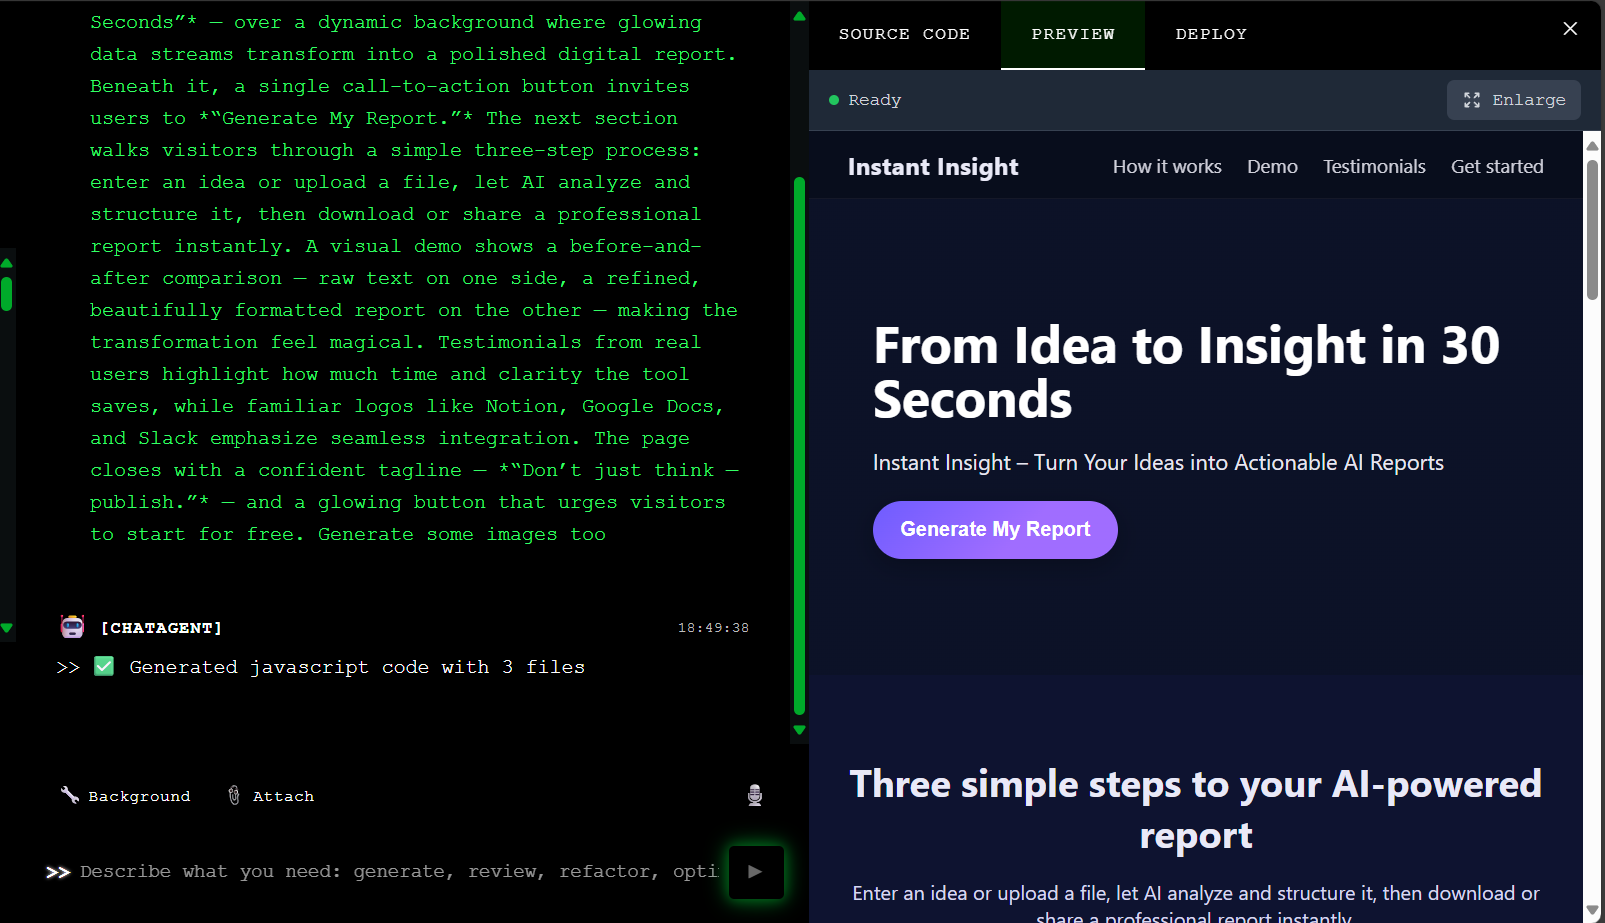 Seconds”* — over a dynamic background where glowing
data streams transform into a polished digital report.
Beneath it, a single call-to-action button invites
users to *“Generate My Report.”* The next section
walks visitors through a simple three-step process:
enter an idea or upload a file, let AI analyze and
structure it, then download or share a professional
report instantly. A visual demo shows a before-and-
after comparison — raw text on one side, a refined,
beautifully formatted report on the other — making the
transformation feel magical. Testimonials from real
users highlight how much time and clarity the tool
saves, while familiar logos like Notion, Google Docs,
and Slack emphasize seamless integration. The page
closes with a confident tagline — *“Don’t just think —
publish.”* — and a glowing button that urges visitors
to start for free. Generate some images too
[CHATAGENT]
18:49:38
>> ✅ Generated javascript code with 3 files
Background
Attach
>> Describe what you need: generate, review, refactor, opti
SOURCE CODE
PREVIEW
DEPLOY
Ready
Enlarge
Instant Insight
How it works
Demo
Testimonials
Get started
From Idea to Insight in 30
Seconds
Instant Insight – Turn Your Ideas into Actionable AI Reports
Generate My Report
Three simple steps to your AI-powered
report
Enter an idea or upload a file, let AI analyze and structure it, then download or
share a professional report instantly.